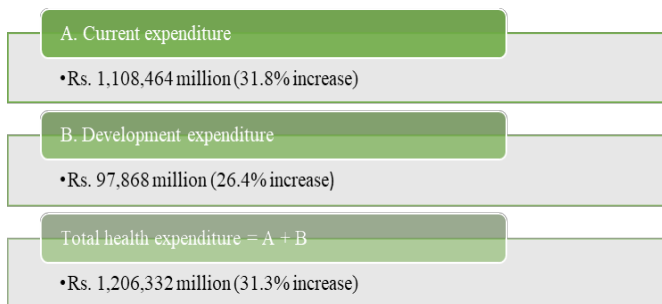 A. Current expenditure
•Rs. 1,108,464 million (31.8% increase)
B. Development expenditure
•Rs. 97,868 million (26.4% increase)
Total health expenditure = A + B
•Rs. 1,206,332 million (31.3% increase)